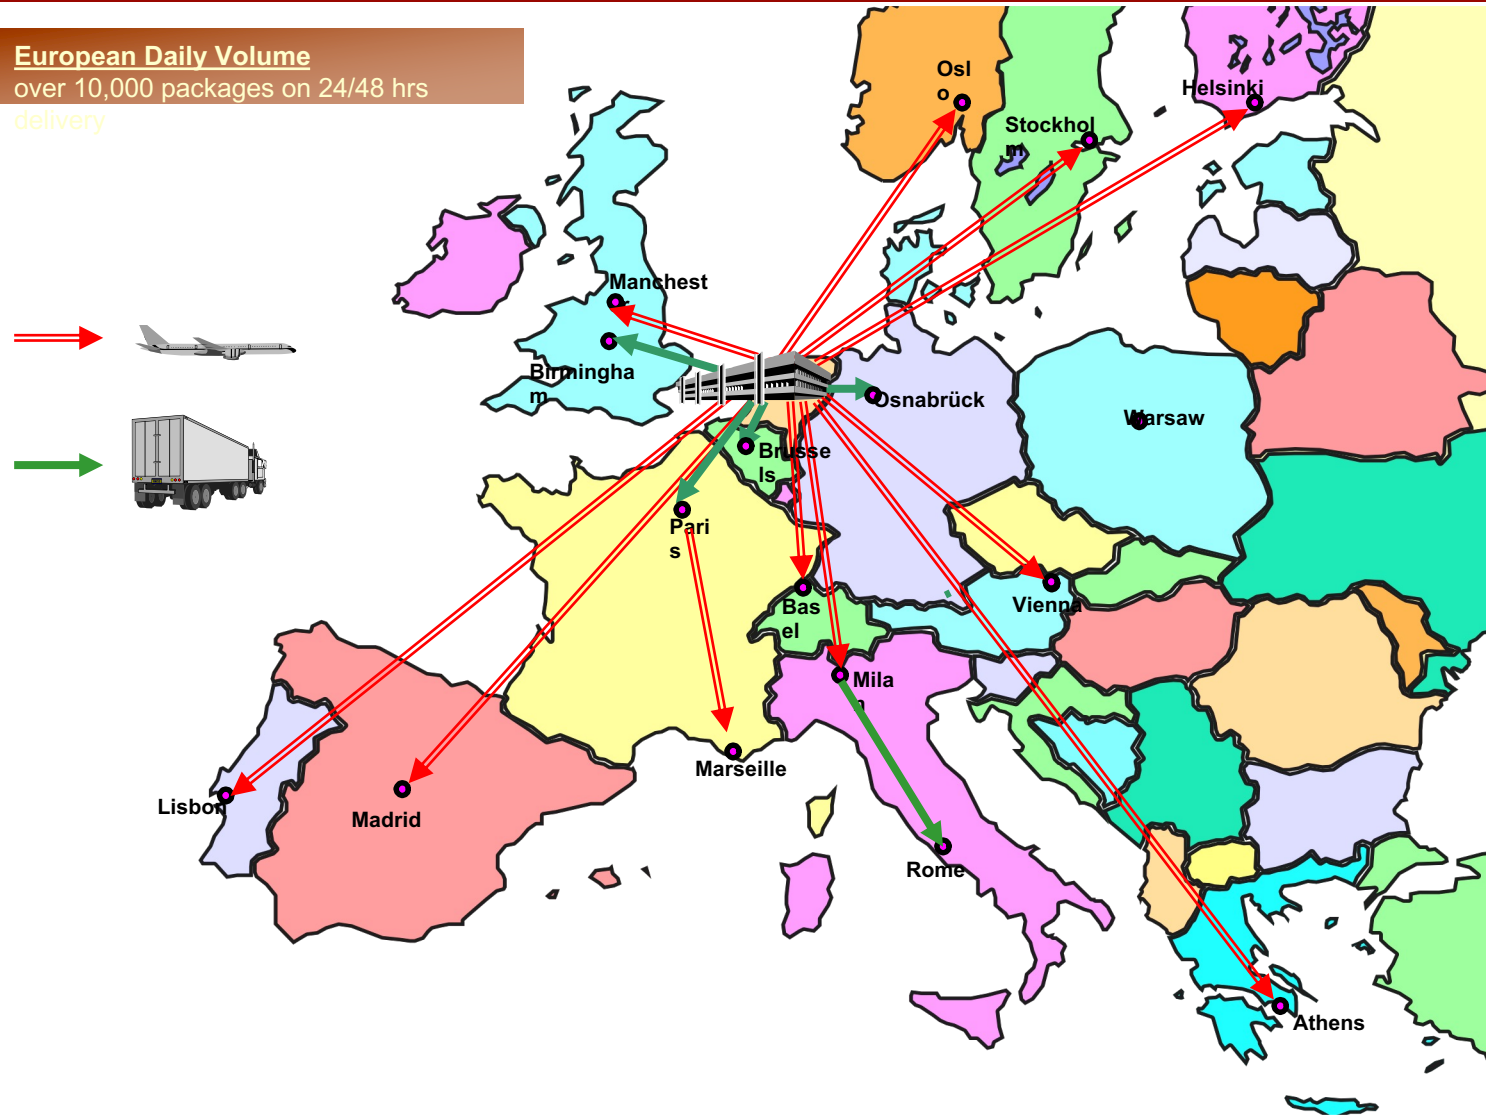 European Daily Volume
over 10,000 packages on 24/48 hrs
delivery
Osl
o
Helsinki
Stockhol
m
Manchest
r
Birmingha
m
Osnabrück
Warsaw
Brusse
ls
Pari
s
Bas
el
Vienna
Mila
n
Marseille
Lisbon
Madrid
Rome
Athens